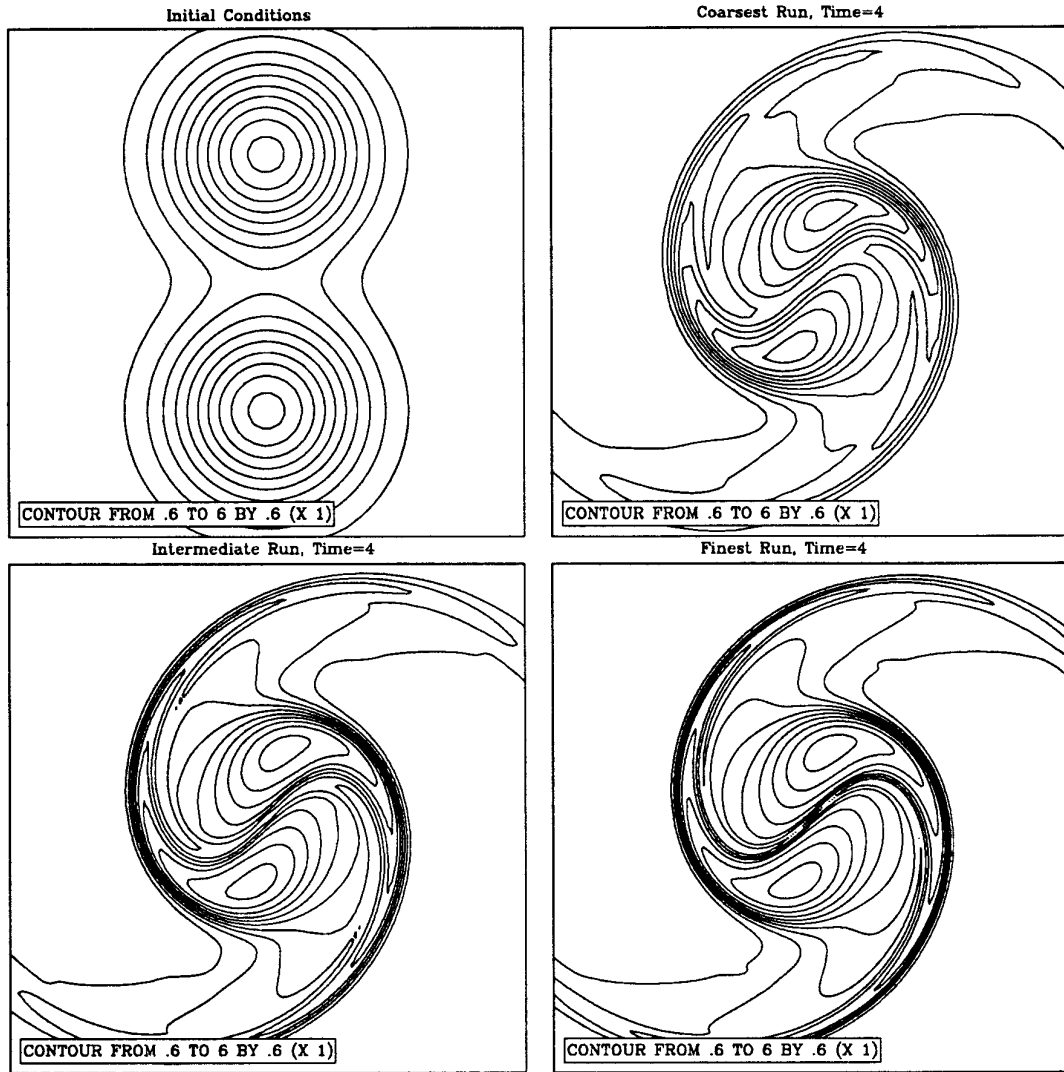 Initial Conditions
Coarsest Run, Time=4
CONTOUR FROM .6 TO 6 BY .6 (X 1)
CONTOUR FROM .6 TO 6 BY .6 (X 1)
Intermediate Run, Time=4
Finest Run, Time=4
CONTOUR FROM .6 TO 6 BY .6 (X 1)
CONTOUR FROM .6 TO 6 BY .6 (X 1)